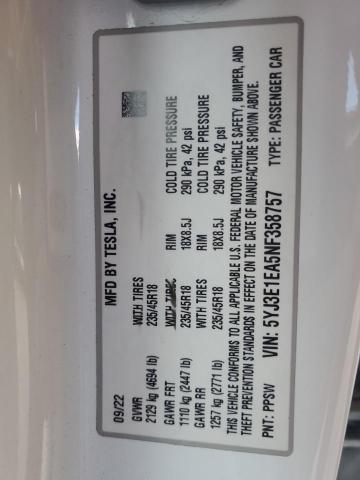 MFD BY TESLA, INC.
09/22
GVWR
2129 kg (4694 lb)
GAWR FRT
1110 kg (2447 lb)
GAWR RR
1257 kg (2771 lb)
WITH TIRES
235/45R18
WITH TIRES
235/45R18
WITH TIRES
235/45R18
RIM
18X8.5J
RIM
18X8.5J
COLD TIRE PRESSURE
290 kPa, 42 psi
COLD TIRE PRESSURE
290 kPa, 42 psi
THIS VEHICLE CONFORMS TO ALL APPLICABLE U.S. FEDERAL MOTOR VEHICLE SAFETY, BUMPER, AND
THEFT PREVENTION STANDARDS IN EFFECT ON THE DATE OF MANUFACTURE SHOWN ABOVE.
PNT: PPSW VIN: 5YJ3E1EA5NF358757 TYPE: PASSENGER CAR